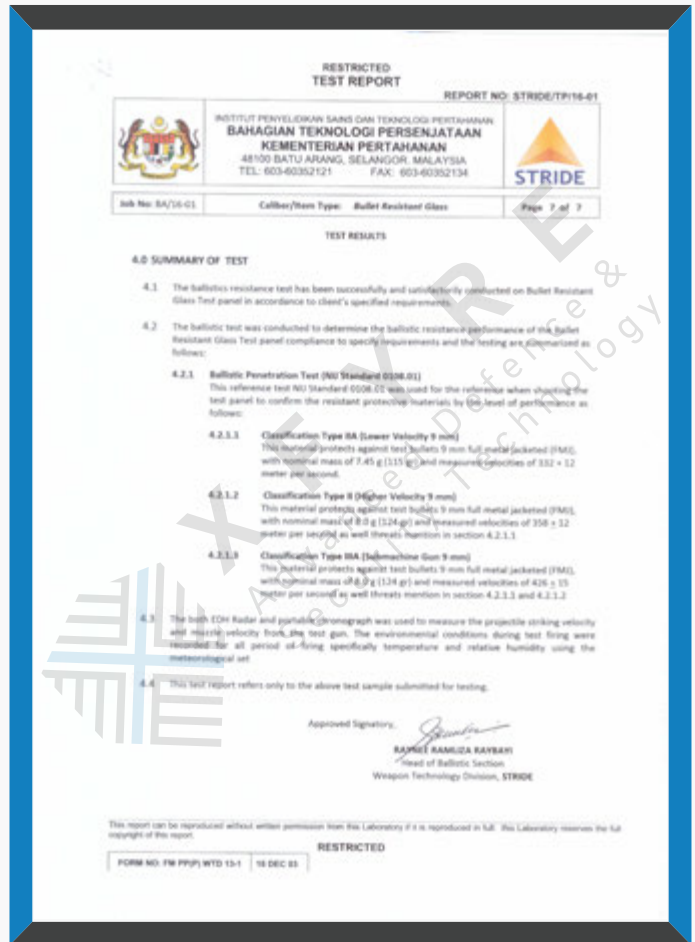 RESTRICTED
TEST REPORT
REPORT NO: STRIDE/TP/16-01
INSTITUT PENYELIDIKAN SAINS DAN TEKNOLOGI PERTAHANAN
BAHAGIAN TEKNOLOGI PERSENJATAAN
KEMENTERIAN PERTAHANAN
48100 BATU ARANG, SELANGOR. MALAYSIA
TEL: 603-60352121 FAX: 603-60352134
STRIDE
Job No: BA/16-01 Caliber/Item Type: Bullet Resistant Glass Page 7 of 7
TEST RESULTS
4.0 SUMMARY OF TEST
4.1 The ballistics resistance test has been successfully and satisfactorily conducted on Bullet Resistant
Glass Test panel in accordance to client's specified requirements.
4.2 The ballistic test was conducted to determine the ballistic resistance performance of the Bullet
Resistant Glass Test panel compliance to specify requirements and the testing are summarized as
follows:
4.2.1 Ballistic Penetration Test (NIJ Standard 0108.01)
This reference test NIJ Standard 0108.01 was used for the reference when shooting the
test panel to confirm the resistant protective materials by the level of performance as
follows:
4.2.1.1 Classification Type IIA (Lower Velocity 9 mm)
This material protects against test bullets 9 mm full metal jacketed (FMJ),
with nominal mass of 7.45 g (115 gr) and measured velocities of 332 ± 12
meter per second.
4.2.1.2 Classification Type II (Higher Velocity 9 mm)
This material protects against test bullets 9 mm full metal jacketed (FMJ),
with nominal mass of 8.0 g (124 gr) and measured velocities of 358 ± 12
meter per second as well threats mention in section 4.2.1.1
4.2.1.3 Classification Type IIIA (Submachine Gun 9 mm)
This material protects against test bullets 9 mm full metal jacketed (FMJ),
with nominal mass of 8.0 g (124 gr) and measured velocities of 426 ± 15
meter per second as well threats mention in section 4.2.1.1 and 4.2.1.2
4.3 The both EDH Radar and portable chronograph was used to measure the projectile striking velocity
and muzzle velocity from the test gun. The environmental conditions during test firing were
recorded for all period of firing specifically temperature and relative humidity using the
meteorological set
4.4 This test report refers only to the above test sample submitted for testing.
Approved Signatory,
RAMLIZA RAYBAYI
Head of Ballistic Section
Weapon Technology Division, STRIDE
This report can be reproduced without written permission from this Laboratory if it is reproduced in full. this Laboratory reserves the full
copyright of this report.
RESTRICTED
FORM NO: FM PP(P) WTD 13-1 16 DEC 03
XFERE
Advanced Defence &
Security Technology